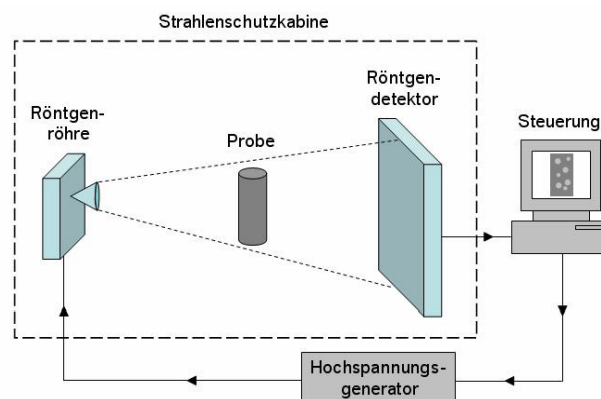 Strahlenschutzkabine
Röntgen-
röhre
Probe
Röntgen-
detektor
Steuerung
Hochspannungs-
generator